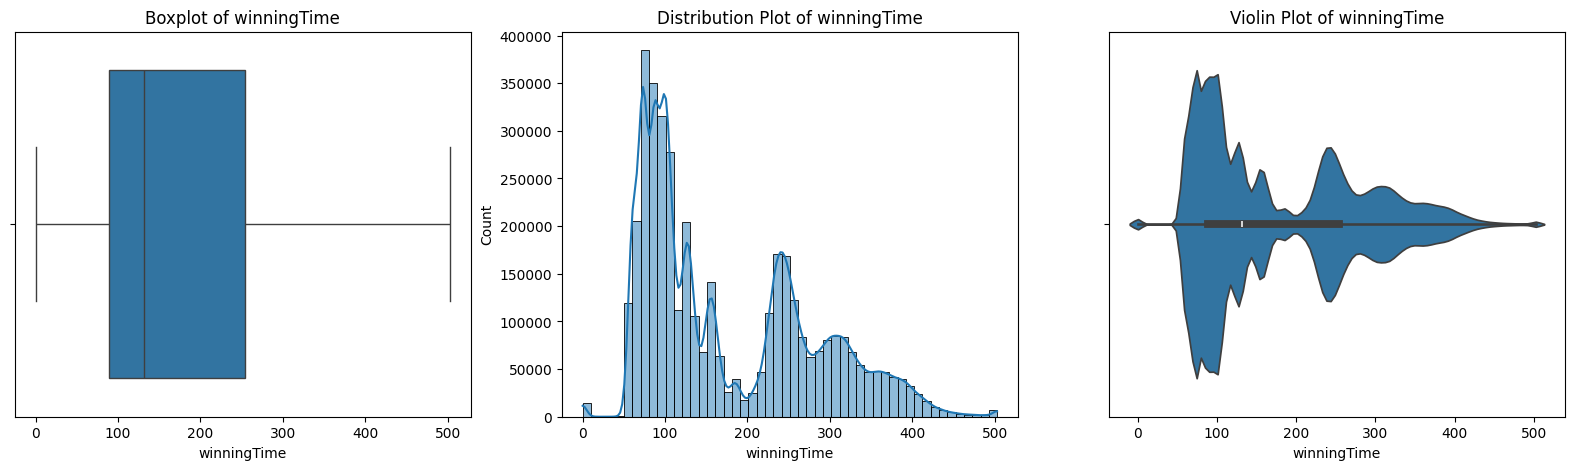 Boxplot of winningTime
0 100 200 300 400 500
winningTime
Distribution Plot of winningTime
Count
400000
350000
300000
250000
200000
150000
100000
50000
0
0 100 200 300 400 500
winningTime
Violin Plot of winningTime
0 100 200 300 400 500
winningTime